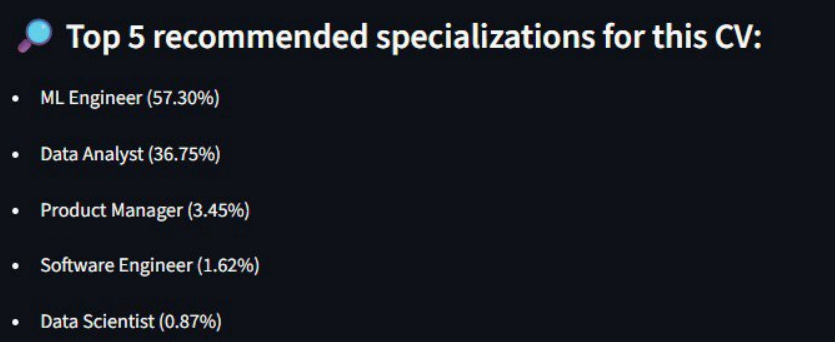 🔎 Top 5 recommended specializations for this CV:
• ML Engineer (57.30%)
• Data Analyst (36.75%)
• Product Manager (3.45%)
• Software Engineer (1.62%)
• Data Scientist (0.87%)